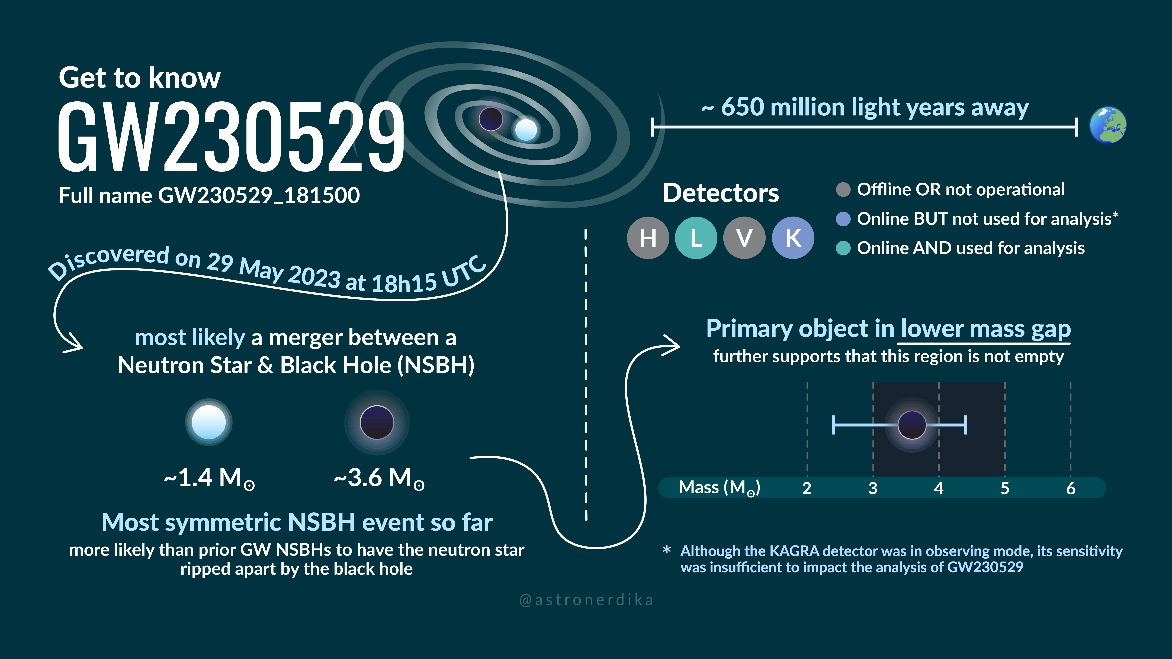 Get to know
GW230529
Full name GW230529_181500
~ 650 million light years away
Detectors
H L V K
Offline OR not operational
Online BUT not used for analysis*
Online AND used for analysis
Discovered on 29 May 2023 at 18h15 UTC
most likely a merger between a
Neutron Star & Black Hole (NSBH)
~1.4 M☉ ~3.6 M☉
Most symmetric NSBH event so far
more likely than prior GW NSBHs to have the neutron star
ripped apart by the black hole
Primary object in lower mass gap
further supports that this region is not empty
Mass (M☉) 2 3 4 5 6
* Although the KAGRA detector was in observing mode, its sensitivity
was insufficient to impact the analysis of GW230529
@astronerdika